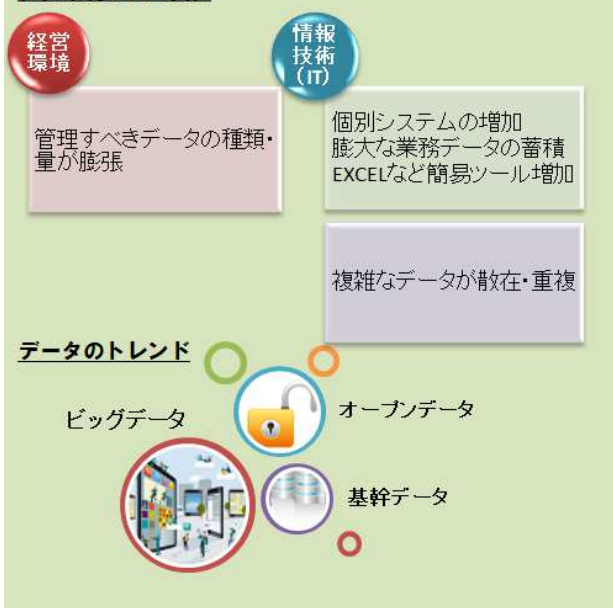 経営
環境
情報
技術
(IT)
管理すべきデータの種類・
量が膨張
個別システムの増加
膨大な業務データの蓄積
EXCELなど簡易ツール増加
複雑なデータが散在・重複
データのトレンド
ビッグデータ
オープンデータ
基幹データ